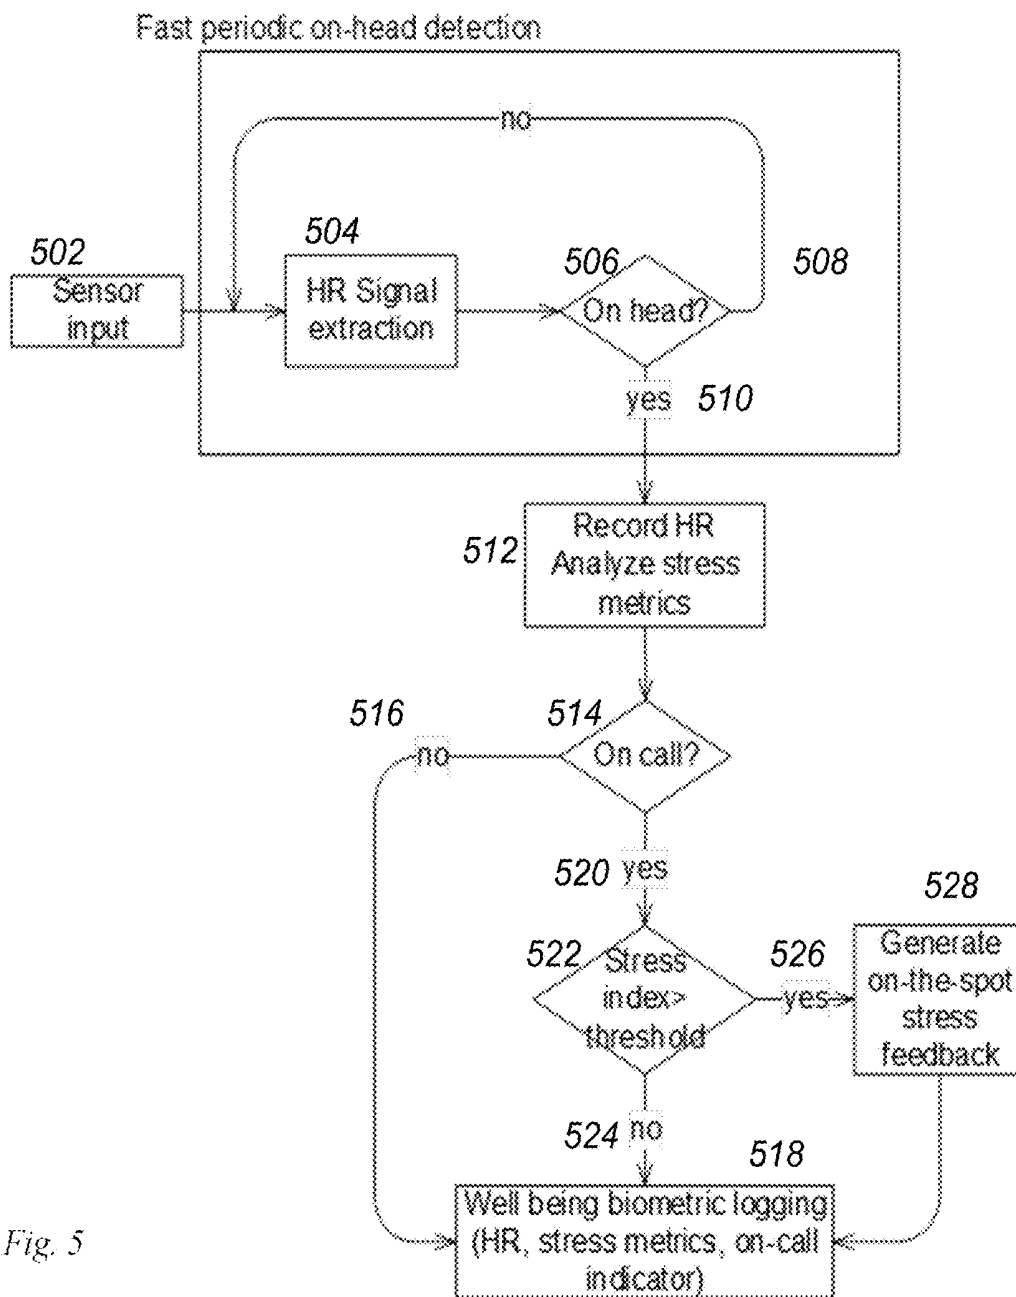 Fast periodic on-head detection
no
502
504
506
508
Sensor
input
HR Signal
extraction
On head?
yes
510
512
Record HR
Analyze stress
metrics
516
514
no
On call?
520
yes
528
522
Stress
index>
threshold
526
yes
Generate
on-the-spot
stress
feedback
524
no
518
Well being biometric logging
(HR, stress metrics, on-call
indicator)
Fig. 5